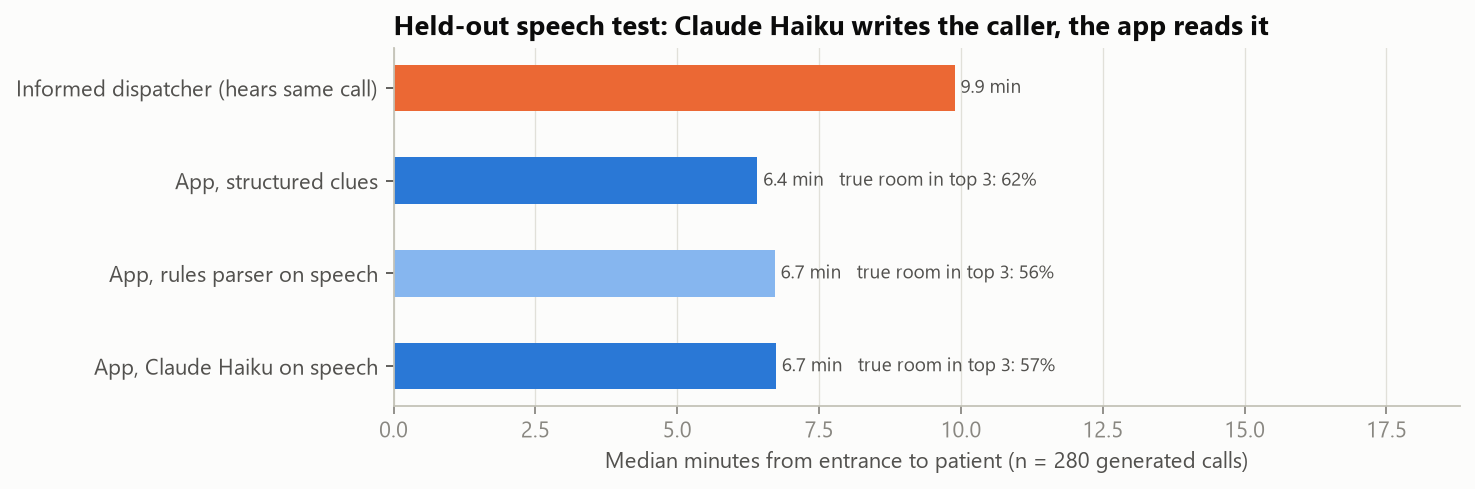 Held-out speech test: Claude Haiku writes the caller, the app reads it
Informed dispatcher (hears same call)
9.9 min
App, structured clues
6.4 min true room in top 3: 62%
App, rules parser on speech
6.7 min true room in top 3: 56%
App, Claude Haiku on speech
6.7 min true room in top 3: 57%
0.0 2.5 5.0 7.5 10.0 12.5 15.0 17.5
Median minutes from entrance to patient (n = 280 generated calls)